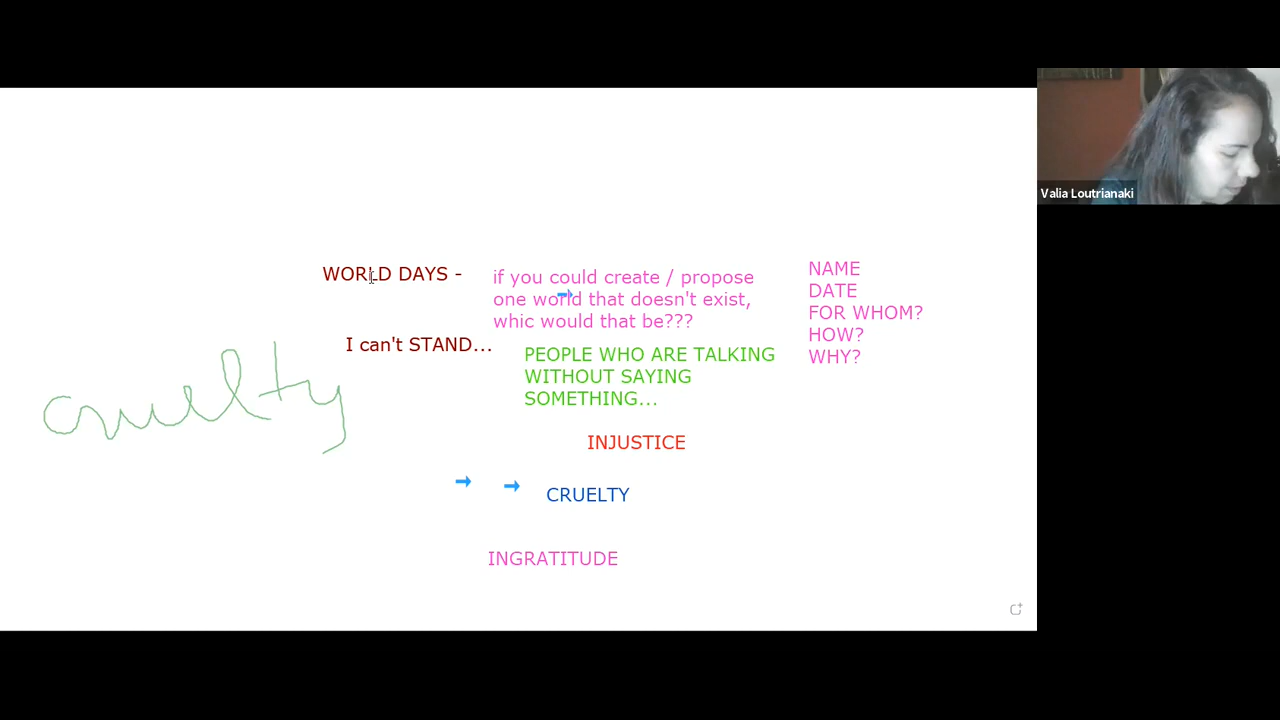 Valia Loutrianaki
WORLD DAYS -
if you could create / propose
one world that doesn't exist,
whic would that be???
NAME
DATE
FOR WHOM?
HOW?
WHY?
I can't STAND...
PEOPLE WHO ARE TALKING
WITHOUT SAYING
SOMETHING...
cruelty
INJUSTICE
CRUELTY
INGRATITUDE